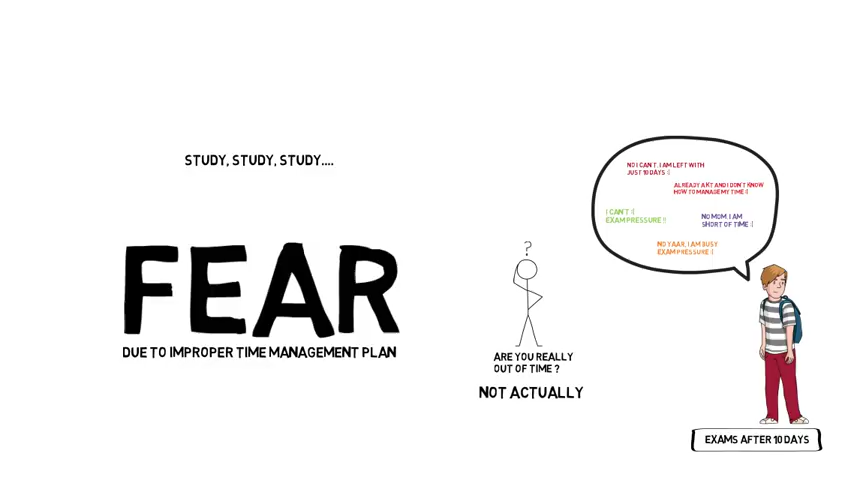 STUDY, STUDY, STUDY....
FEAR
DUE TO IMPROPER TIME MANAGEMENT PLAN
?
ARE YOU REALLY
OUT OF TIME ?
NOT ACTUALLY
NO I CAN'T. I AM LEFT WITH
JUST 10 DAYS :(
ALREADY A KT AND I DON'T KNOW
HOW TO MANAGE MY TIME :(
I CAN'T :(
EXAM PRESSURE !!
NO MOM. I AM
SHORT OF TIME :(
NO YAAR, I AM BUSY
EXAM PRESSURE :(
EXAMS AFTER 10 DAYS